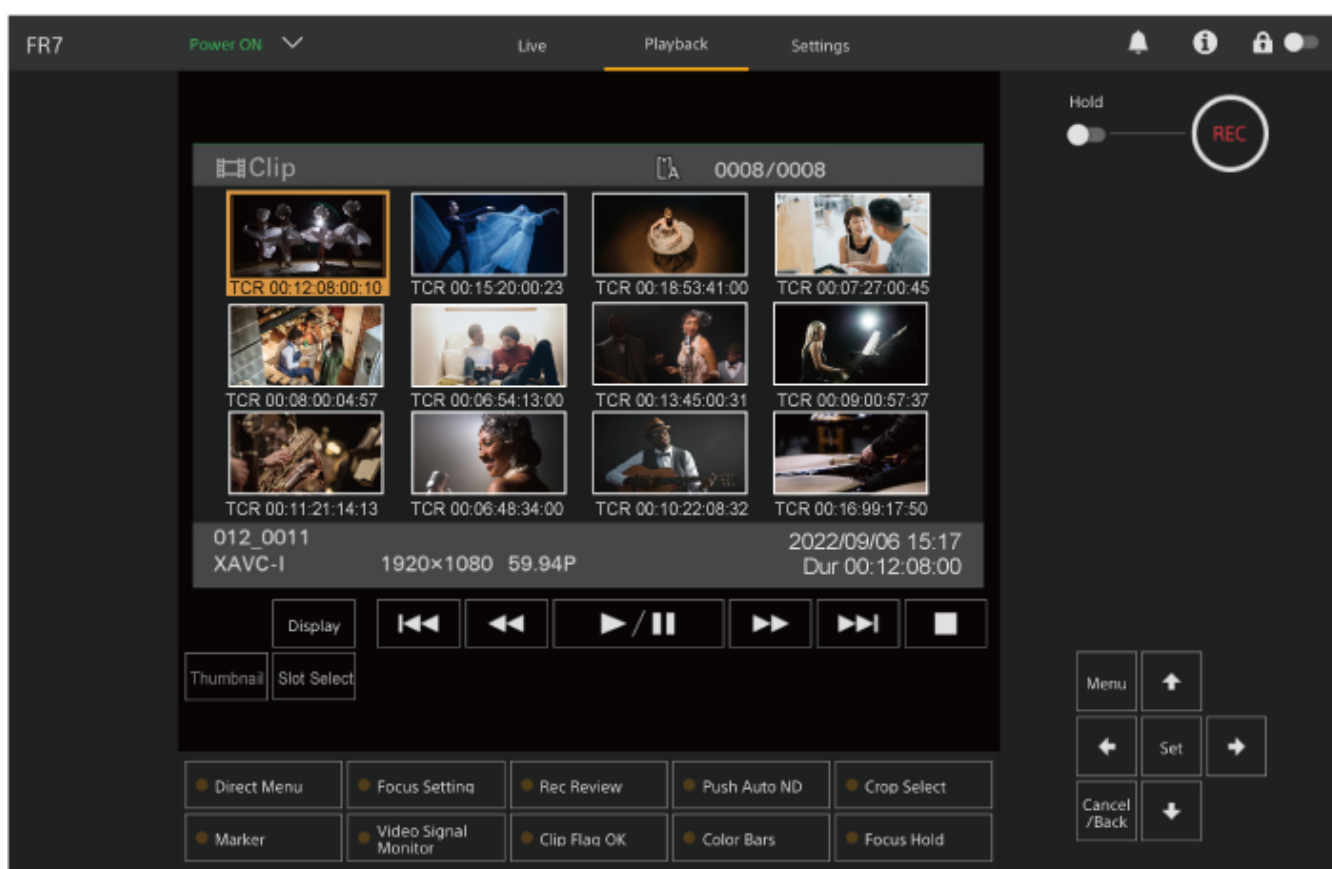 FR7 Power ON Live Playback Settings
Hold
REC
Clip A 0008/0008
TCR 00:12:08:00:10 TCR 00:15:20:00:23 TCR 00:18:53:41:00 TCR 00:07:27:00:45
TCR 00:08:00:04:57 TCR 00:06:54:13:00 TCR 00:13:45:00:31 TCR 00:09:00:57:37
TCR 00:11:21:14:13 TCR 00:06:48:34:00 TCR 00:10:22:08:32 TCR 00:16:99:17:50
012_0011 2022/09/06 15:17
XAVC-I 1920×1080 59.94P Dur 00:12:08:00
Display
Thumbnail Slot Select
Menu
Set
Cancel
/Back
Direct Menu Focus Setting Rec Review Push Auto ND Crop Select
Marker Video Signal
Monitor Clip Flag OK Color Bars Focus Hold